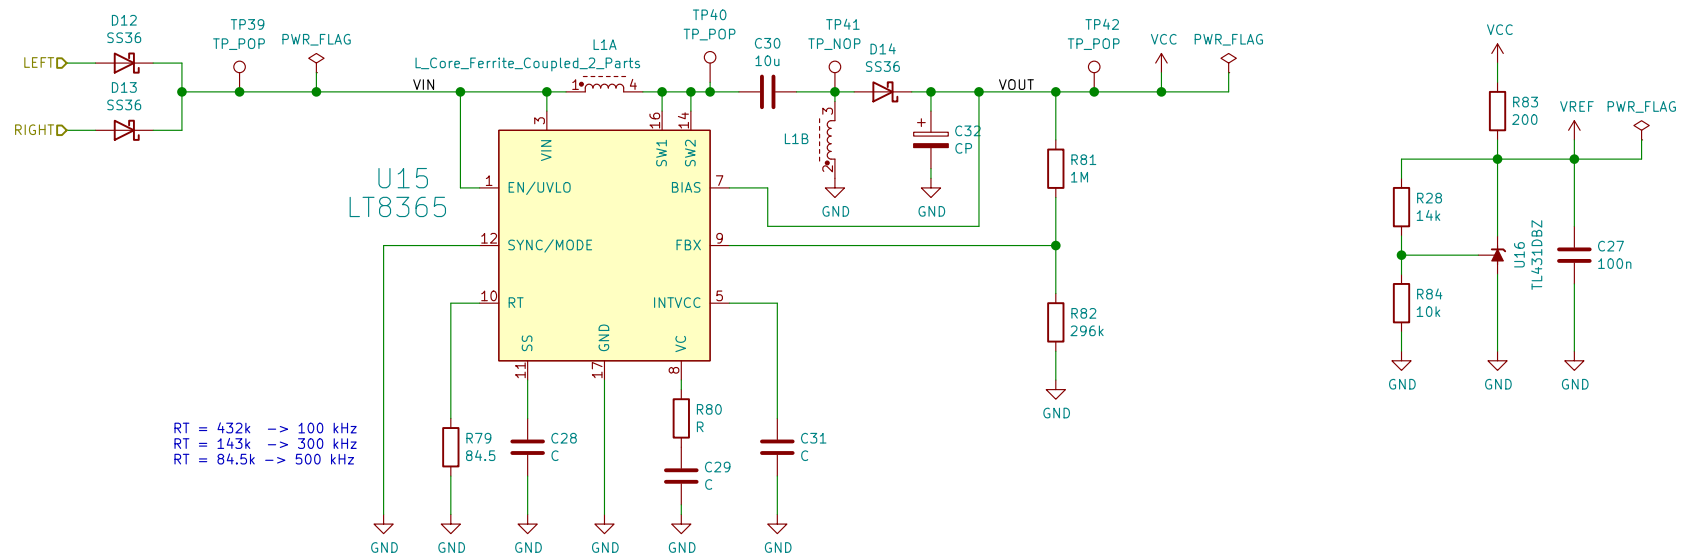 D12
SS36
LEFT
D13
SS36
RIGHT
TP39
TP_POP
PWR_FLAG
VIN
L1A
L_Core_Ferrite_Coupled_2_Parts
1
4
TP40
TP_POP
C30
10u
TP41
TP_NOP
D14
SS36
3
L1B
2
GND
C32
CP
GND
VOUT
TP42
TP_POP
VCC
PWR_FLAG
U15
LT8365
3
VIN
16
SW1
14
SW2
1
EN/UVLO
BIAS
7
12
SYNC/MODE
FBX
9
10
RT
INTVCC
5
SS
11
GND
17
VC
8
R81
1M
R82
296k
GND
RT = 432k -> 100 kHz
RT = 143k -> 300 kHz
RT = 84.5k -> 500 kHz
R79
84.5
C28
C
R80
R
C29
C
C31
C
GND
GND
GND
GND
GND
GND
VCC
R83
200
VREF
PWR_FLAG
R28
14k
R84
10k
U16
TL431DBZ
C27
100n
GND
GND
GND